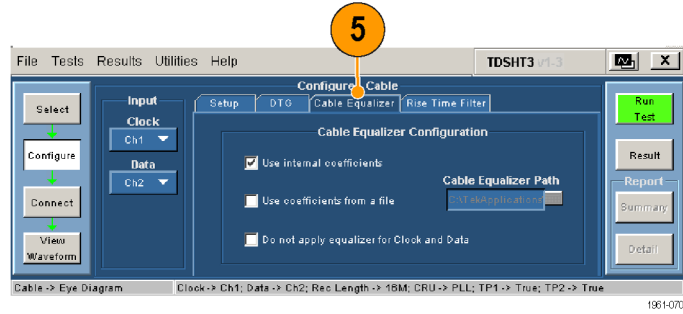 5
File Tests Results Utilities Help TDSHT3 v1.3 X
Configure Cable
Select
Configure
Connect
View Waveform
Input
Clock
Ch1
Data
Ch2
Setup DTG Cable Equalizer Rise Time Filter
Cable Equalizer Configuration
Use internal coefficients
Cable Equalizer Path
Use coefficients from a file C:\TekApplications
Do not apply equalizer for Clock and Data
Run Test
Result
Report
Summary
Detail
Cable -> Eye Diagram Clock -> Ch1; Data -> Ch2; Rec Length -> 16M; CRU -> PLL; TP1 -> True; TP2 -> True
1961-070